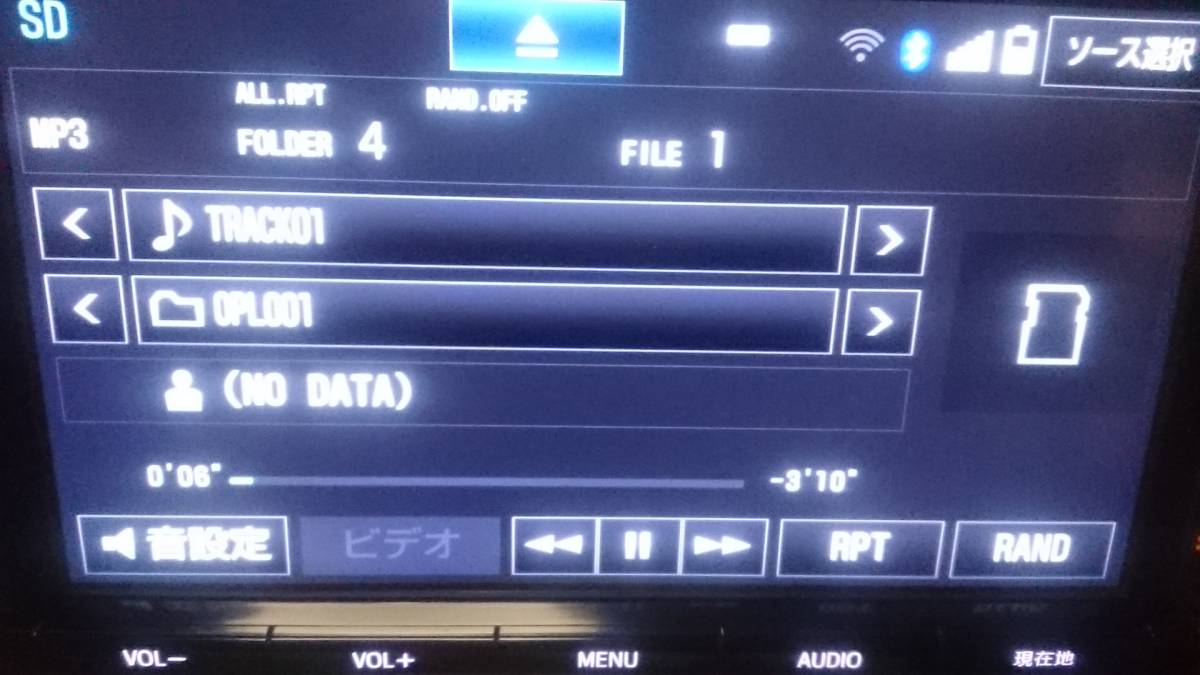 SD
ソース選択
ALL.RPT RAND.OFF
MP3 FOLDER 4 FILE 1
< TRACK01 >
< OPL001 >
(NO DATA)
0'06" -3'10"
音設定 ビデオ RPT RAND
VOL− VOL+ MENU AUDIO 現在地